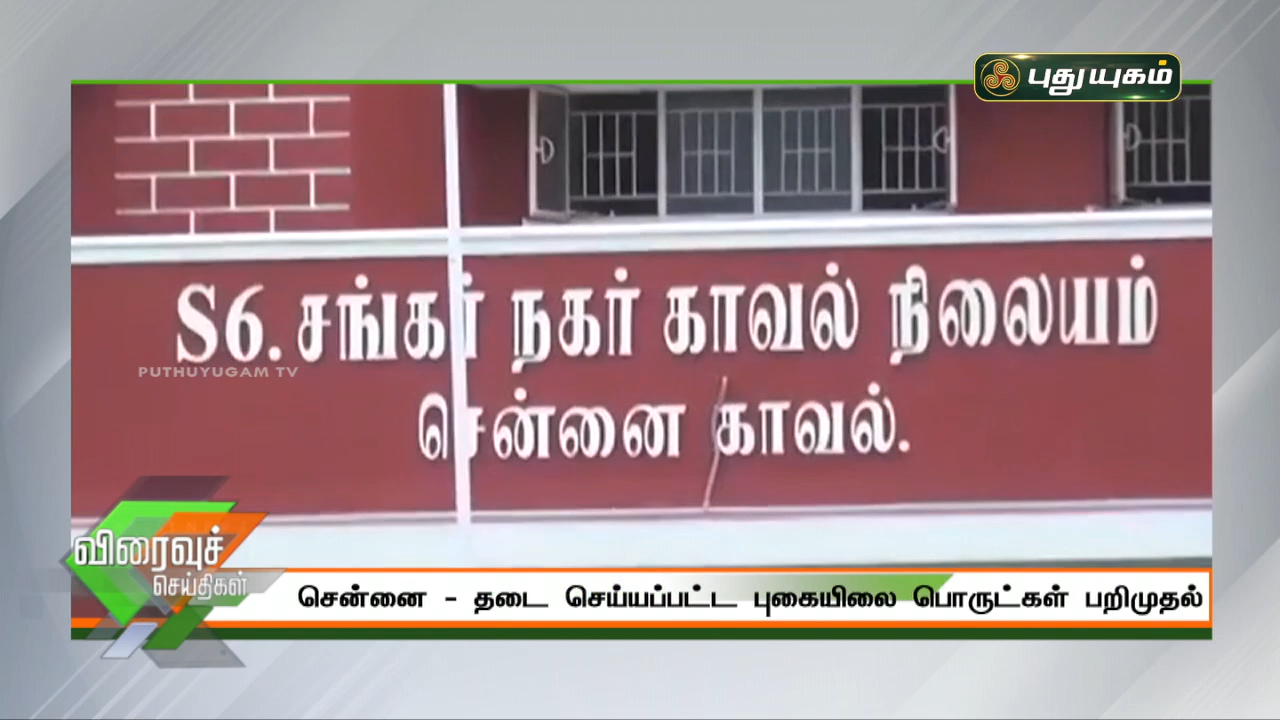 புதுயுகம்
S6. சங்கர் நகர் காவல் நிலையம்
PUTHUYUGAM TV
சென்னை காவல்.
விரைவுச்
செய்திகள்
சென்னை - தடை செய்யப்பட்ட புகையிலை பொருட்கள் பறிமுதல்